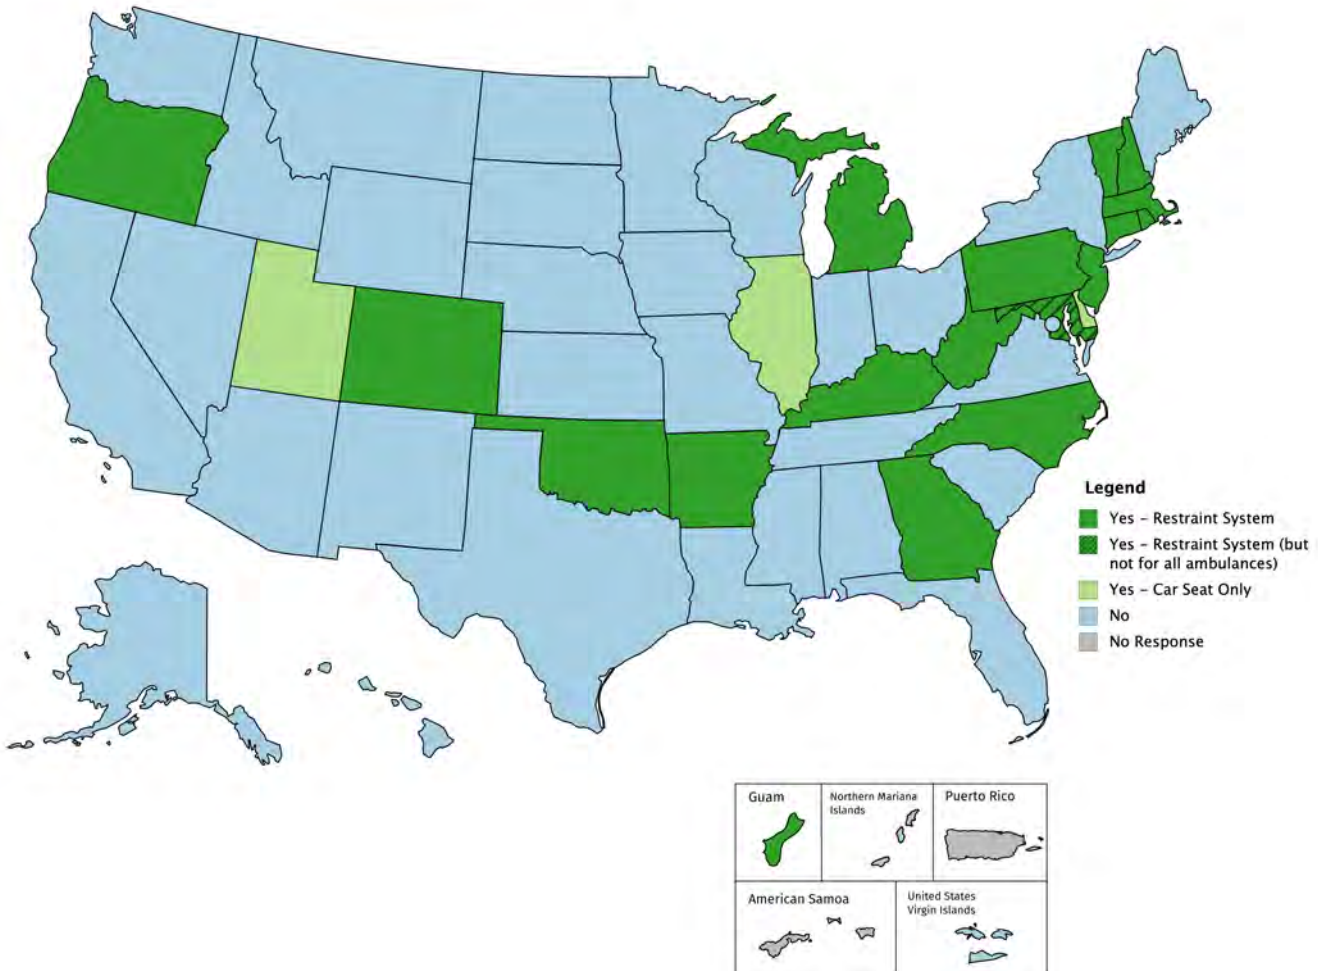 Legend
Yes – Restraint System
Yes – Restraint System (but
not for all ambulances)
Yes – Car Seat Only
No
No Response
Guam
Northern Mariana
Islands
Puerto Rico
American Samoa
United States
Virgin Islands